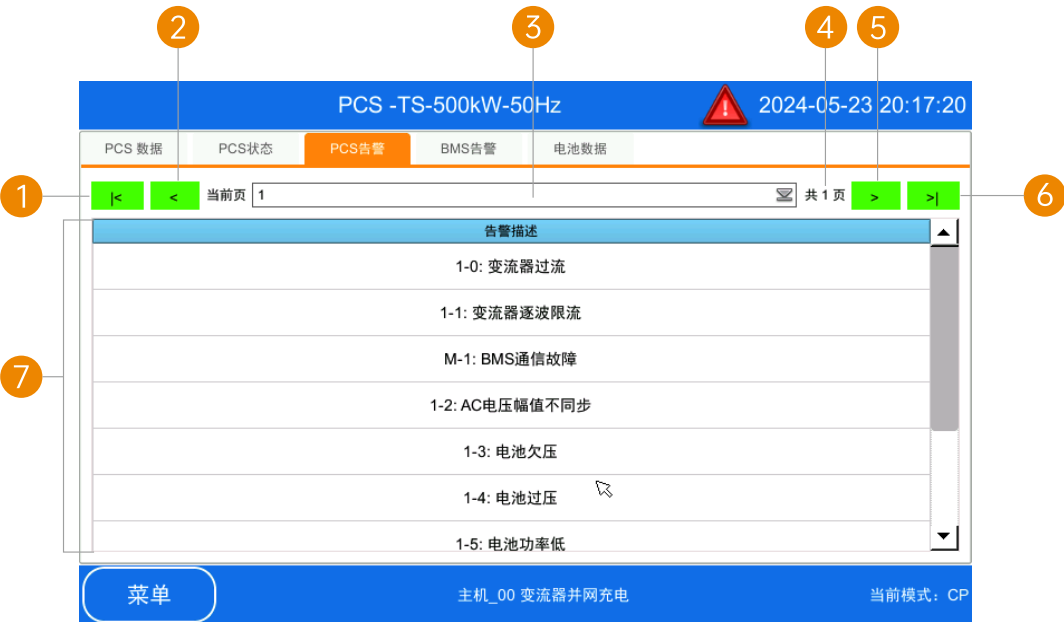 2 3 4 5
PCS -TS-500kW-50Hz ! 2024-05-23 20:17:20
PCS 数据 PCS状态 PCS告警 BMS告警 电池数据
1 |< < 当前页 1 共 1 页 > >| 6
告警描述
1-0: 变流器过流
1-1: 变流器逐波限流
M-1: BMS通信故障
7
1-2: AC电压幅值不同步
1-3: 电池欠压
1-4: 电池过压
1-5: 电池功率低
菜单 主机_00 变流器并网充电 当前模式：CP